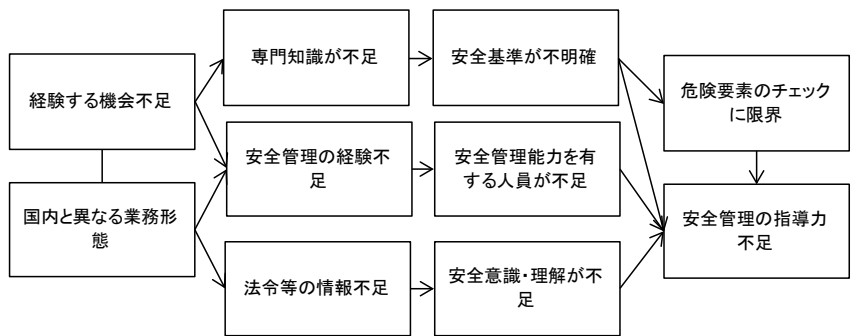 経験する機会不足
国内と異なる業務形
態
専門知識が不足
安全管理の経験不
足
法令等の情報不足
安全基準が不明確
安全管理能力を有
する人員が不足
安全意識・理解が不
足
危険要素のチェック
に限界
安全管理の指導力
不足